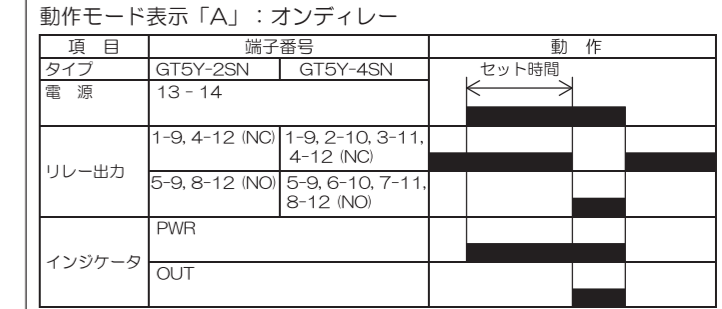 動作モード表示「A」：オンディレー
項　目　端子番号　動　作
タイプ　GT5Y-2SN　GT5Y-4SN　セット時間
電　源　13 - 14
1-9, 4-12 (NC)　1-9, 2-10, 3-11,
4-12 (NC)
リレー出力
5-9, 8-12 (NO)　5-9, 6-10, 7-11,
8-12 (NO)
PWR
インジケータ
OUT